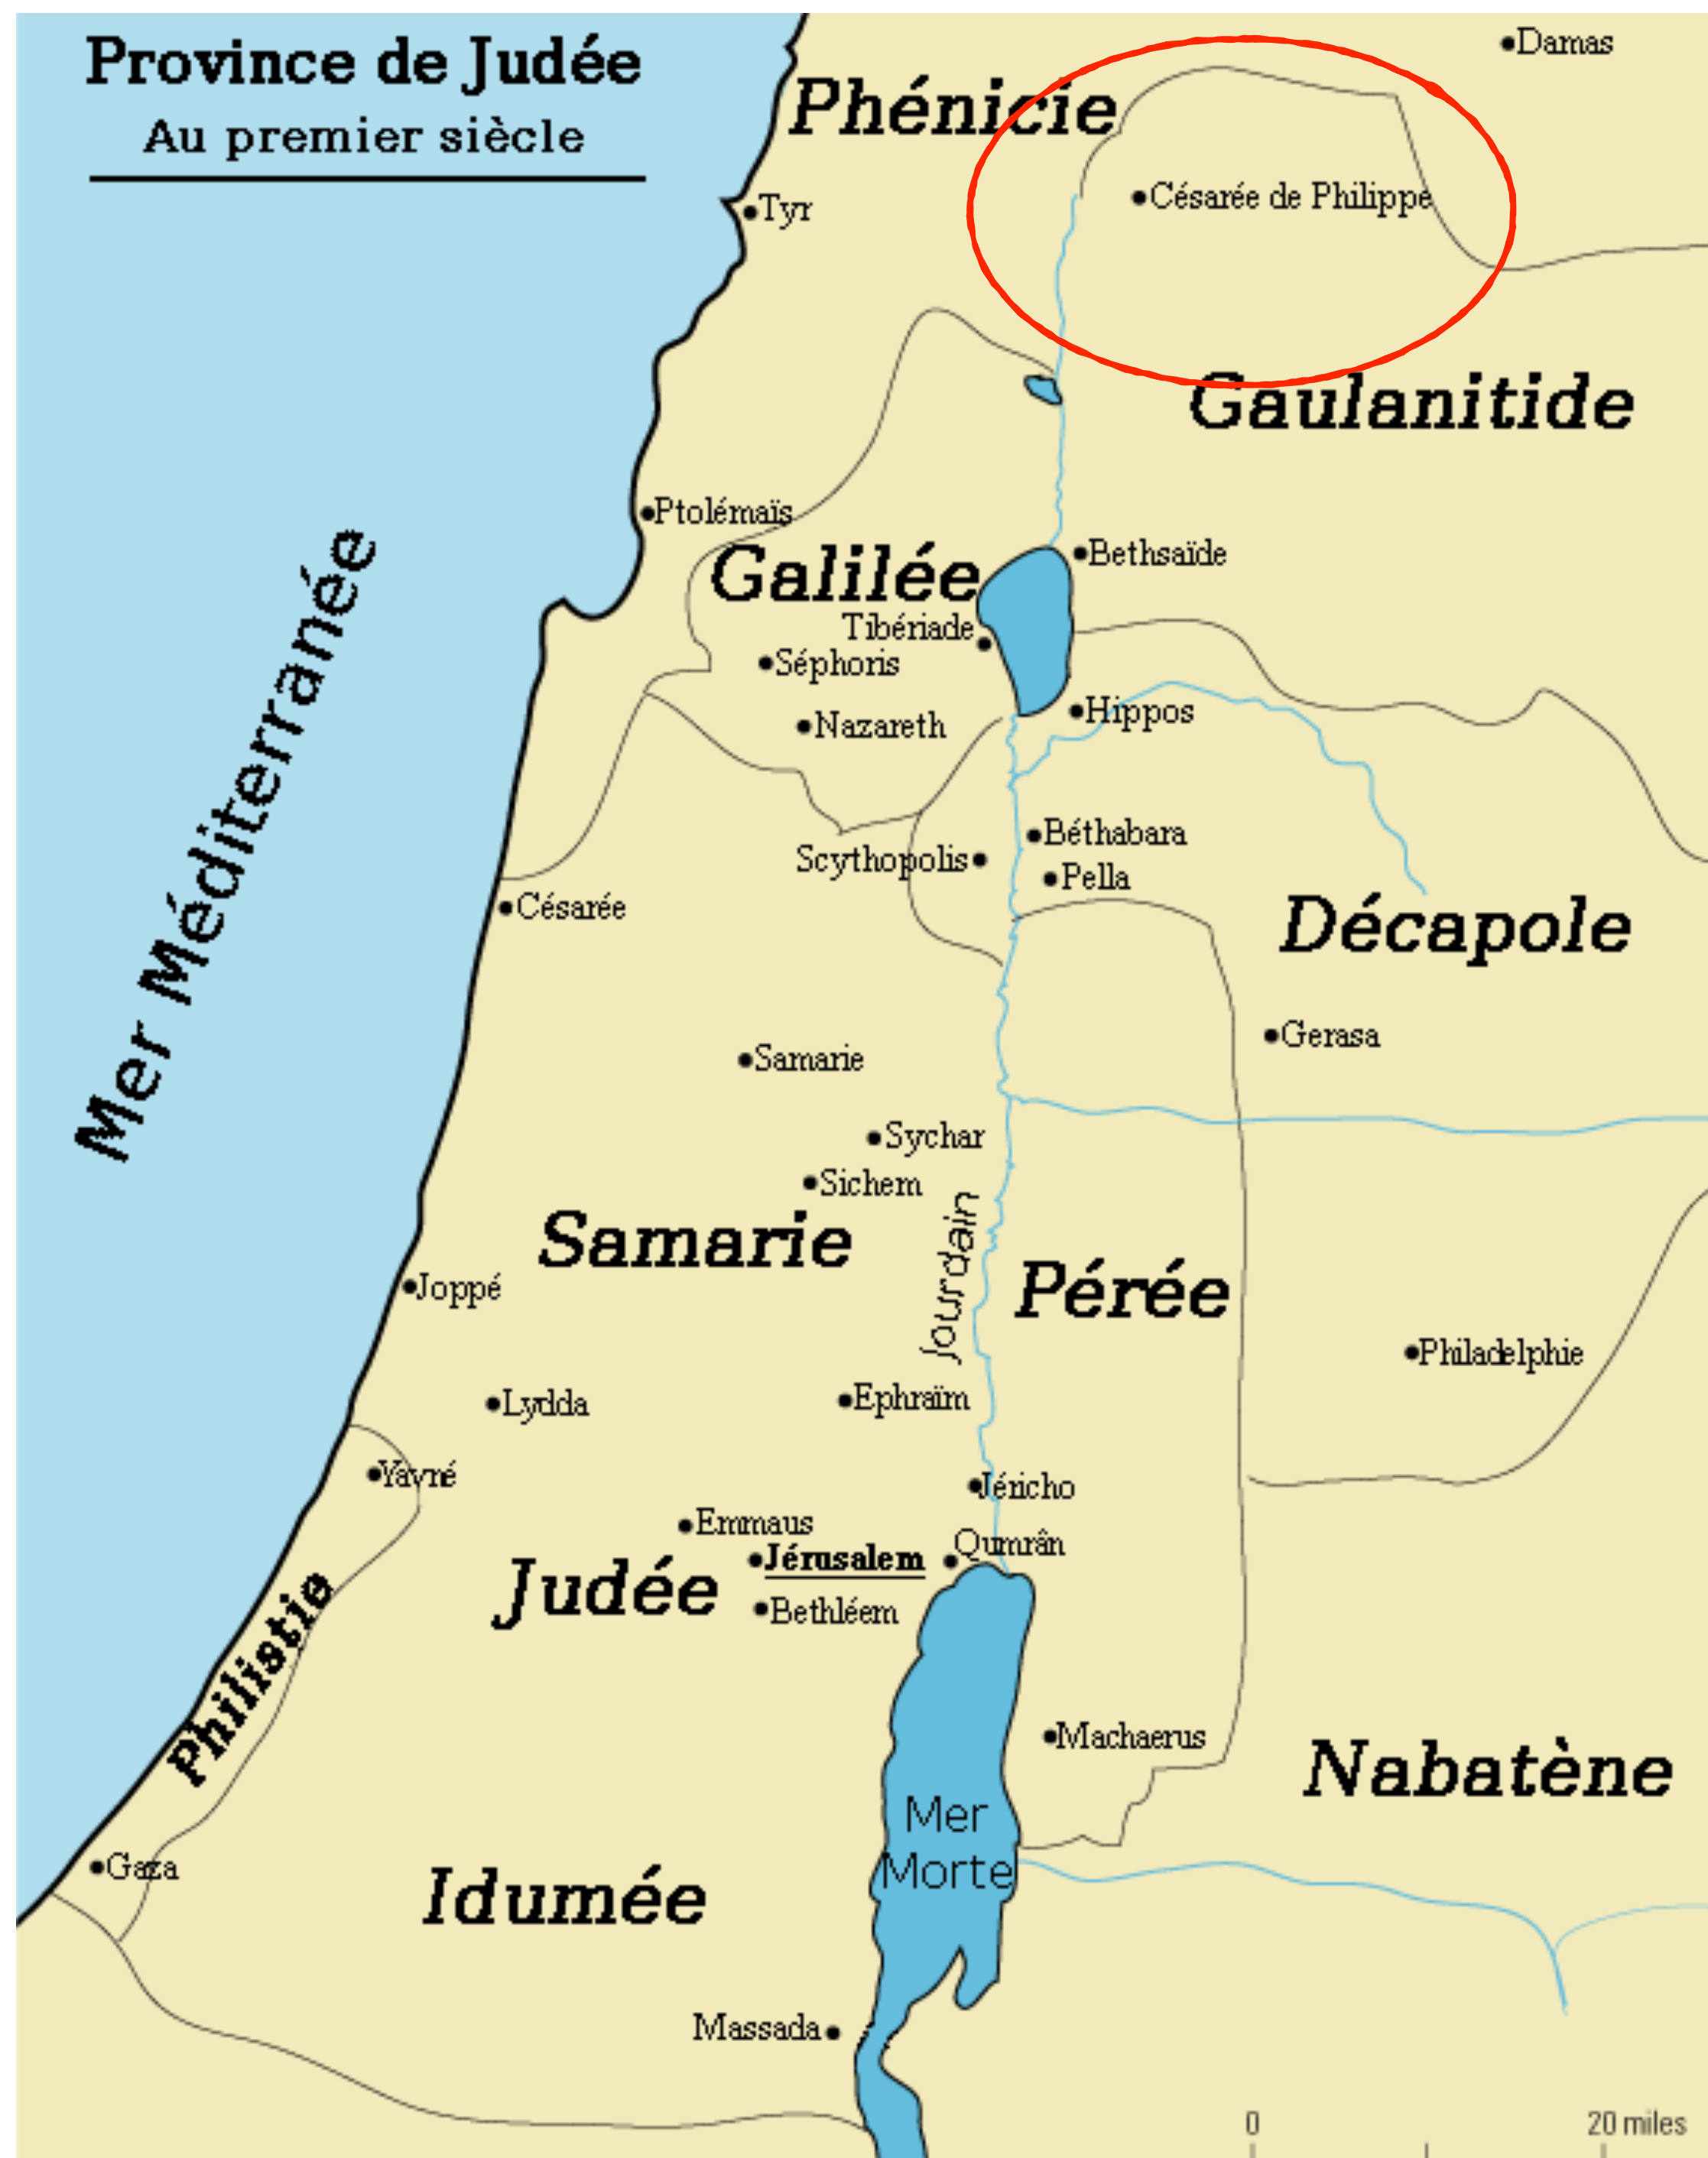 Province de Judée
Au premier siècle
Damas
Phénicie
Césarée de Philippe
Tyr
Gaulanitide
Ptolémaïs
Bethsaïde
Galilée
Tibériade
Séphoris
Hippos
Nazareth
Mer Méditerranée
Béthabara
Scythopolis
Pella
Césarée
Décapole
Gerasa
Samarie
Sychar
Sichem
Samarie
Jourdain
Pérée
Joppé
Philadelphie
Ephraïm
Lydda
Yavné
Jéricho
Emmaus
Qumrân
Jérusalem
Judée
Bethléem
Philistie
Machaerus
Nabatène
Mer
Morte
Gaza
Idumée
Massada
0 20 miles